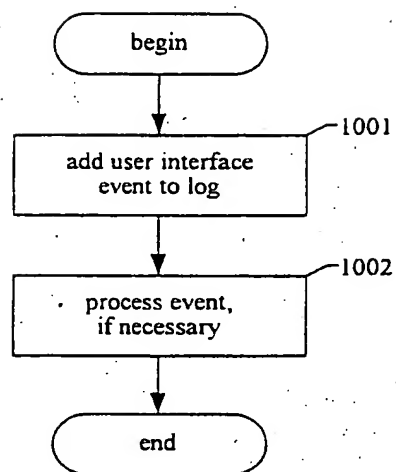 begin
1001
add user interface
event to log
1002
process event,
if necessary
end